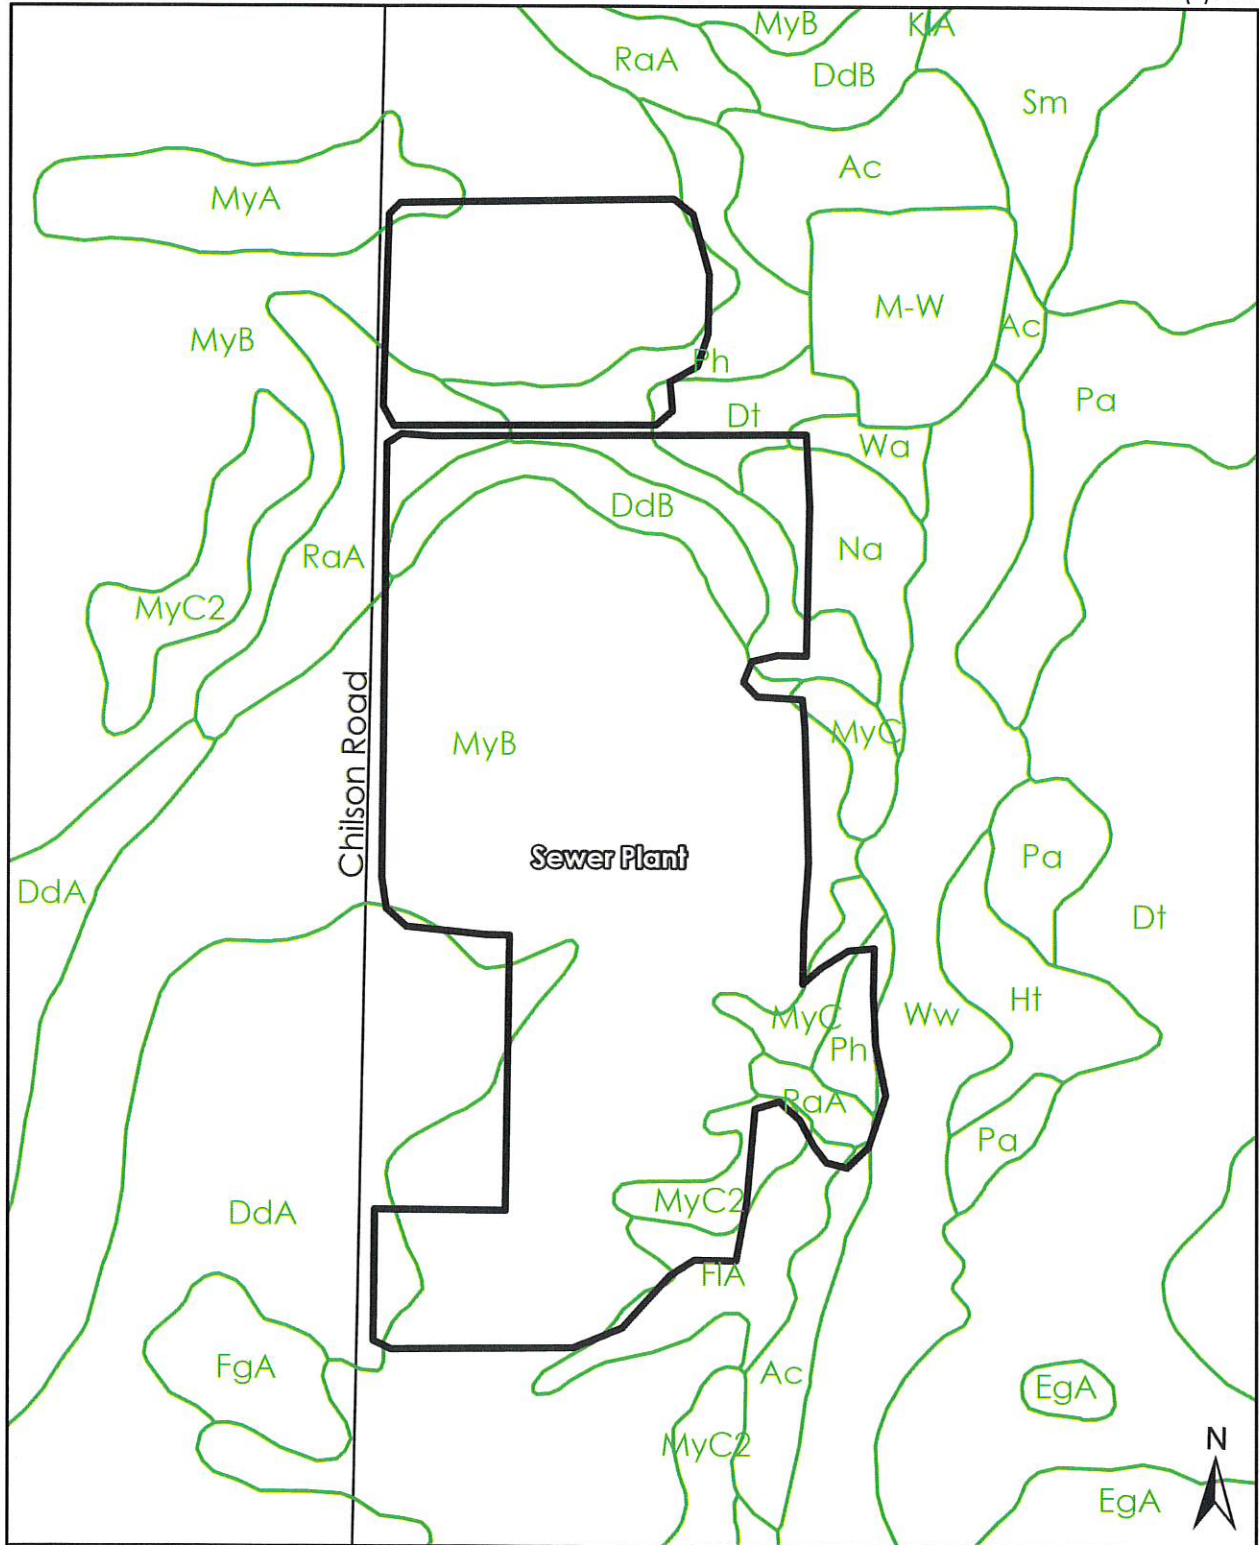 MyB
KlA
RaA
DdB
Sm
Ac
MyA
M-W
Ac
MyB
Ph
Pa
Dt
Wa
DdB
Na
RaA
MyC2
Chilson Road
MyB
MyC
Sewer Plant
Pa
DdA
Dt
Ht
MyC
Ww
Ph
RaA
Pa
MyC2
DdA
FlA
FgA
Ac
EgA
MyC2
N
EgA